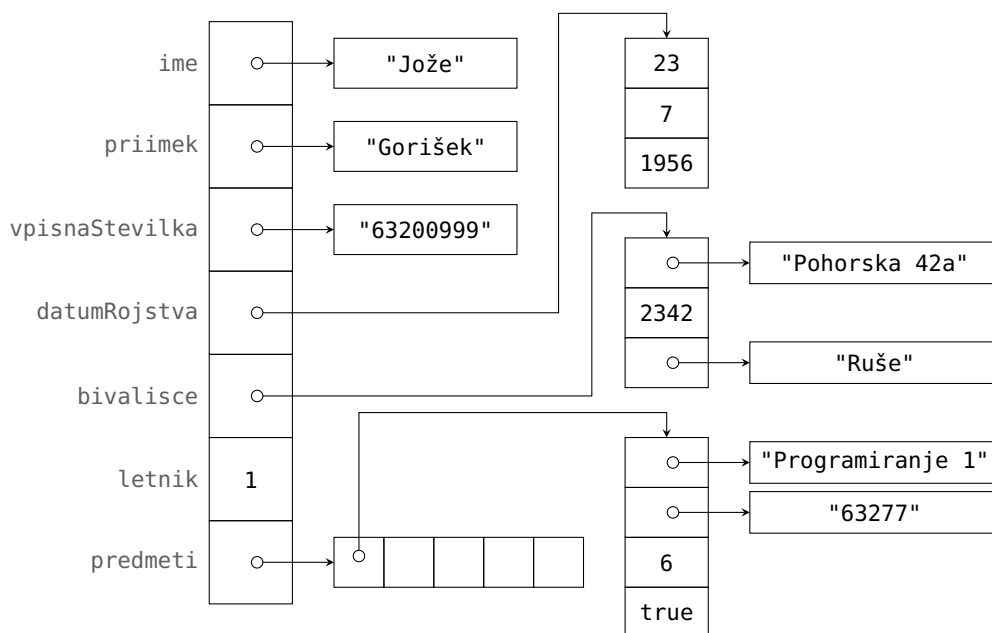 ime
"Jože"
23
7
1956
priimek
"Gorišek"
vpisnaStevilka
"63200999"
datumRojstva
"Pohorska 42a"
2342
"Ruše"
bivalisce
letnik
1
"Programiranje 1"
"63277"
6
true
predmeti